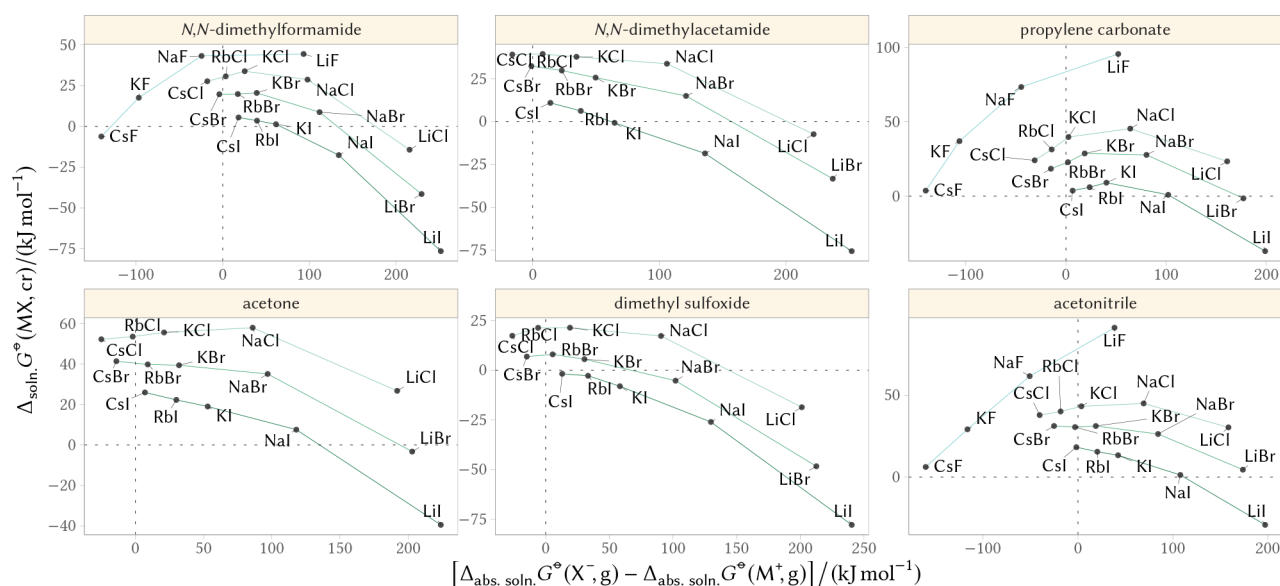 N,N-dimethylformamide
N,N-dimethylacetamide
propylene carbonate
Δsoln.G⦵(MX, cr)/(kJ mol⁻¹)
50
25
0
−25
−50
−75
−100
0
100
200
CsF
KF
NaF
LiF
CsCl
RbCl
KCl
NaCl
LiCl
CsBr
RbBr
KBr
NaBr
LiBr
CsI
RbI
KI
NaI
LiI
25
0
−25
−50
−75
0
100
200
RbCl
KCl
NaCl
LiCl
CsBr
RbBr
KBr
NaBr
LiBr
CsI
RbI
KI
NaI
LiI
100
50
0
−100
0
100
200
CsF
KF
NaF
LiF
CsCl
RbCl
KCl
NaCl
LiCl
CsBr
RbBr
KBr
NaBr
LiBr
CsI
RbI
KI
NaI
LiI
acetone
dimethyl sulfoxide
acetonitrile
60
40
20
0
−20
−40
0
50
100
150
200
CsCl
RbCl
KCl
NaCl
LiCl
CsBr
RbBr
KBr
NaBr
LiBr
CsI
RbI
KI
NaI
LiI
25
0
−25
−50
−75
0
50
100
150
200
250
CsCl
RbCl
KCl
NaCl
LiCl
CsBr
RbBr
KBr
NaBr
LiBr
CsI
RbI
KI
NaI
LiI
50
0
−100
0
100
200
CsF
KF
NaF
LiF
CsCl
RbCl
KCl
NaCl
LiCl
CsBr
RbBr
KBr
NaBr
LiBr
CsI
RbI
KI
NaI
LiI
[Δabs. soln.G⦵(X⁻, g) − Δabs. soln.G⦵(M⁺, g)]/(kJ mol⁻¹)